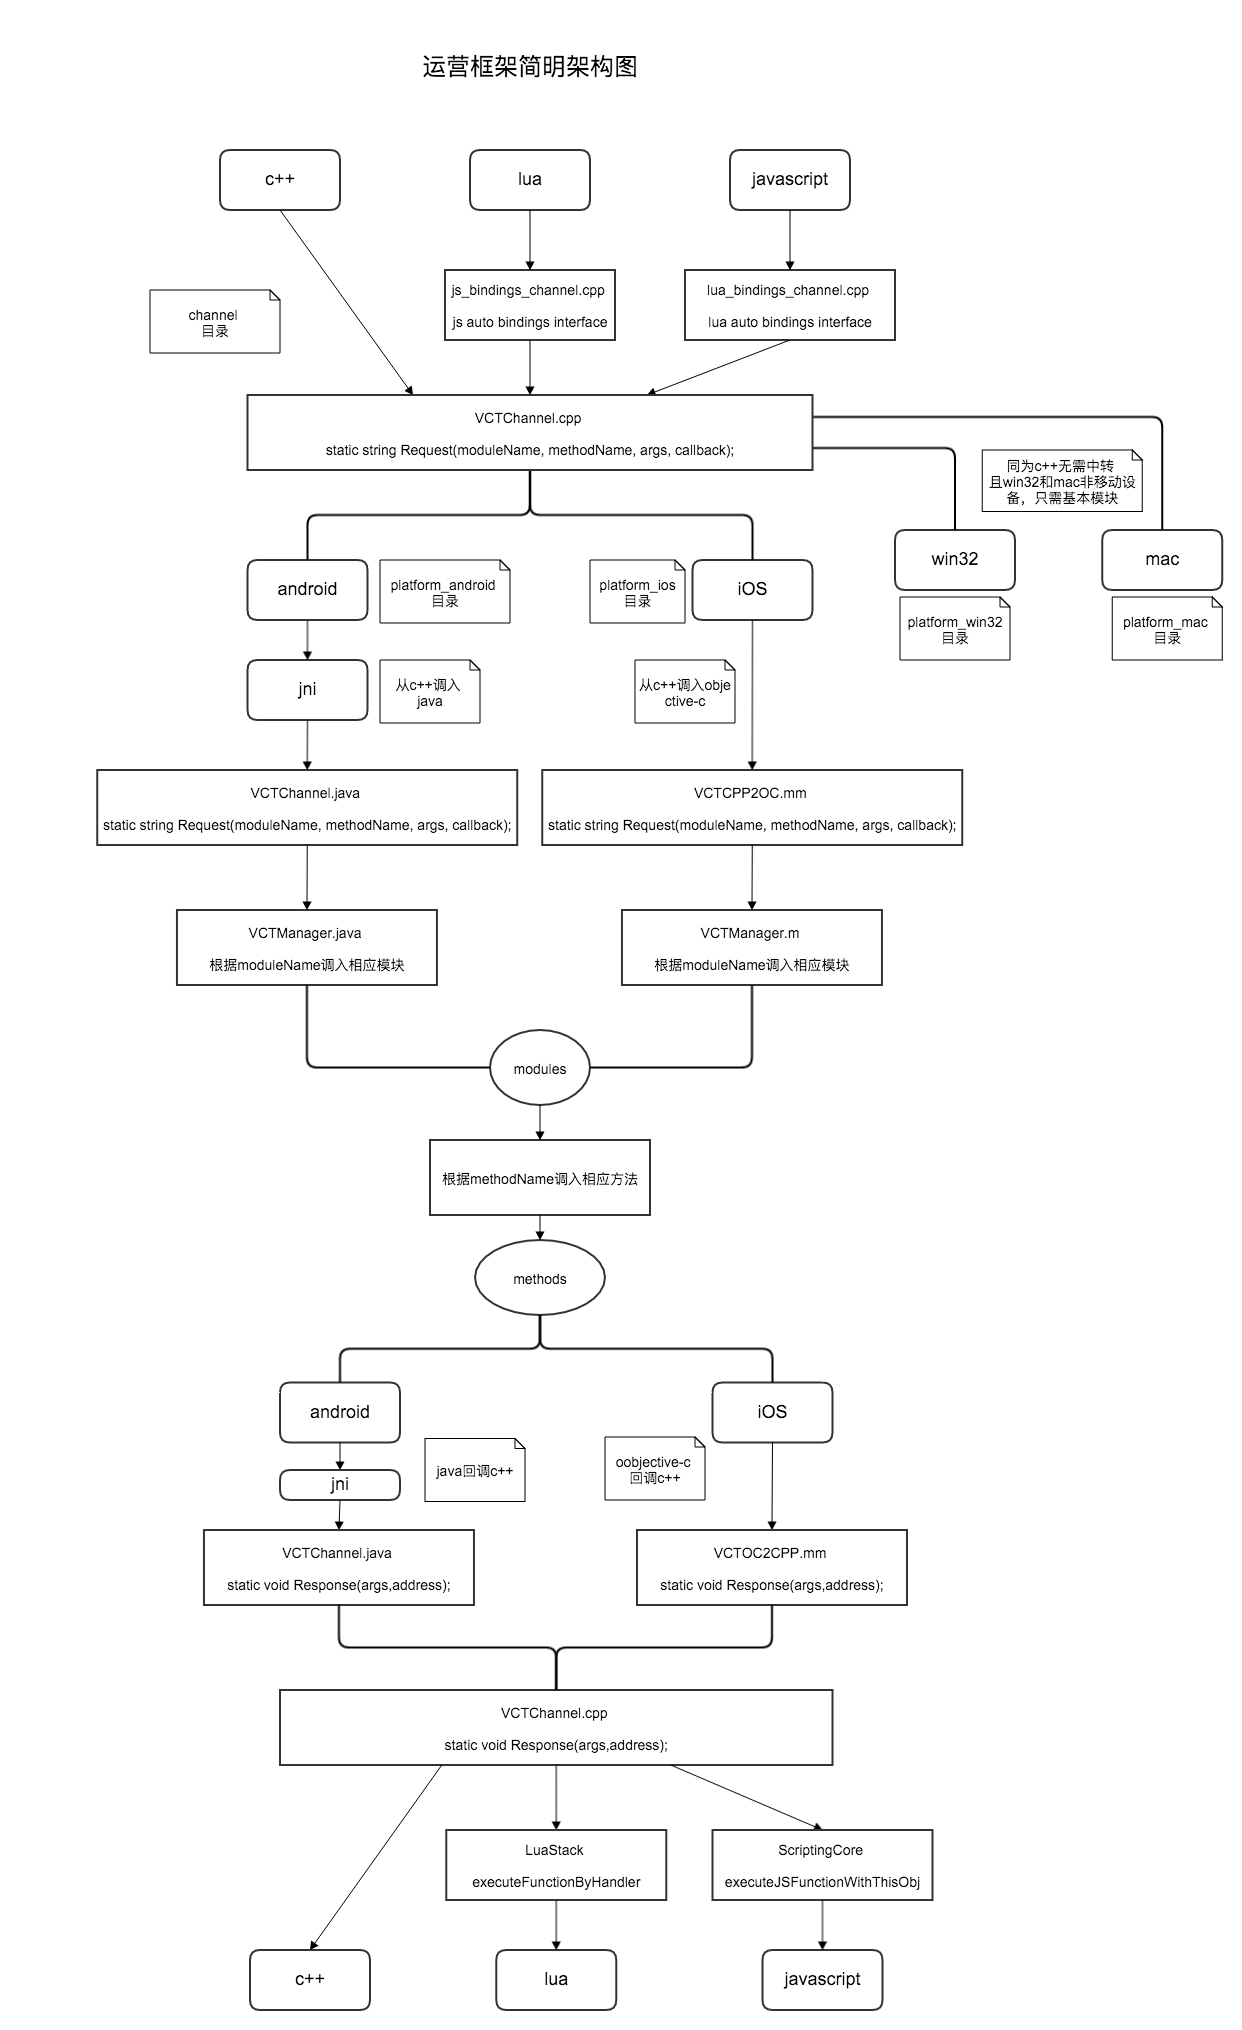 运营框架简明架构图
c++
lua
javascript
js_bindings_channel.cpp
js auto bindings interface
lua_bindings_channel.cpp
lua auto bindings interface
channel
目录
VCTChannel.cpp
static string Request(moduleName, methodName, args, callback);
同为c++无需中转
且win32和mac非移动设
备，只需基本模块
android
platform_android
目录
platform_ios
目录
iOS
win32
mac
platform_win32
目录
platform_mac
目录
jni
从c++调入
java
从c++调入obje
ctive-c
VCTChannel.java
static string Request(moduleName, methodName, args, callback);
VCTCPP2OC.mm
static string Request(moduleName, methodName, args, callback);
VCTManager.java
根据moduleName调入相应模块
VCTManager.m
根据moduleName调入相应模块
modules
根据methodName调入相应方法
methods
android
iOS
jni
java回调c++
oobjective-c
回调c++
VCTChannel.java
static void Response(args,address);
VCTOC2CPP.mm
static void Response(args,address);
VCTChannel.cpp
static void Response(args,address);
LuaStack
executeFunctionByHandler
ScriptingCore
executeJSFunctionWithThisObj
c++
lua
javascript